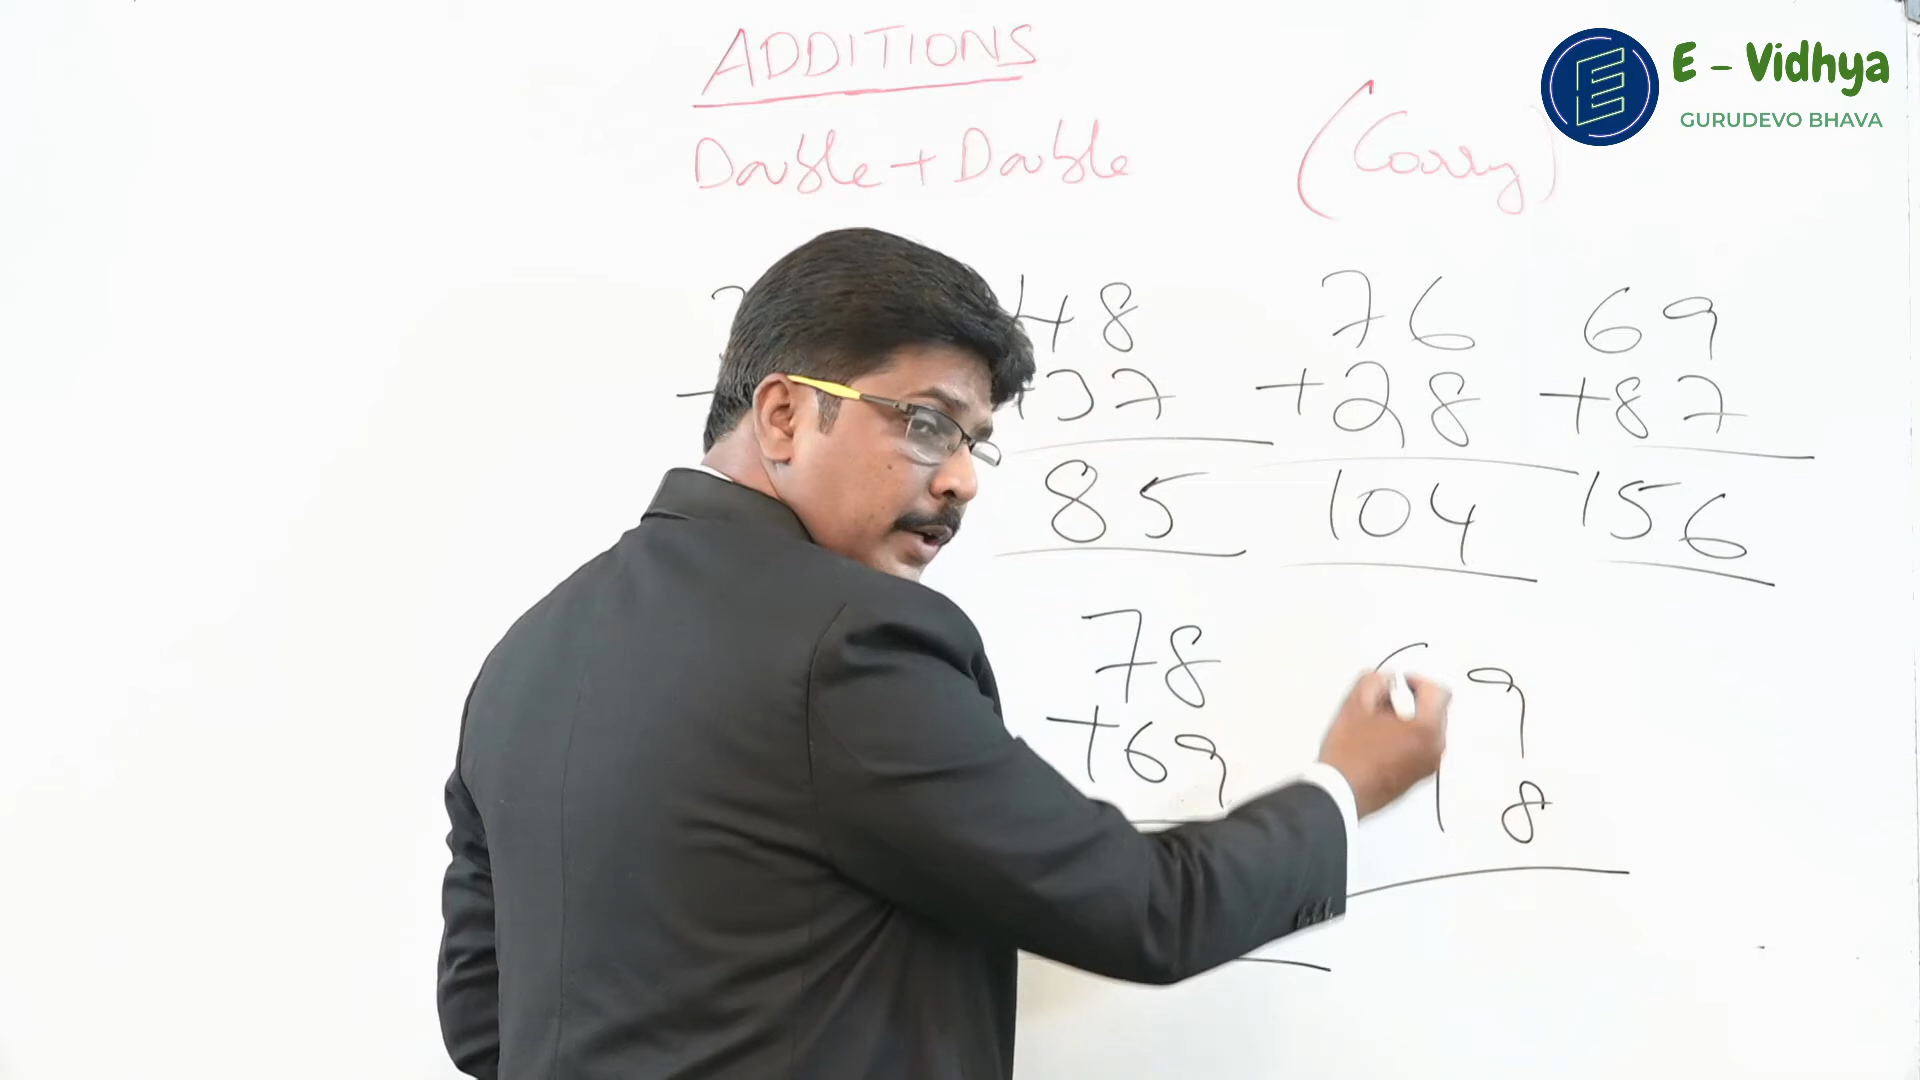 ADDITIONS
E - Vidhya
GURUDEVO BHAVA
Double + Double (Carry)
48 76 69
+37 +28 +87
85 104 156
78 9
+69 8